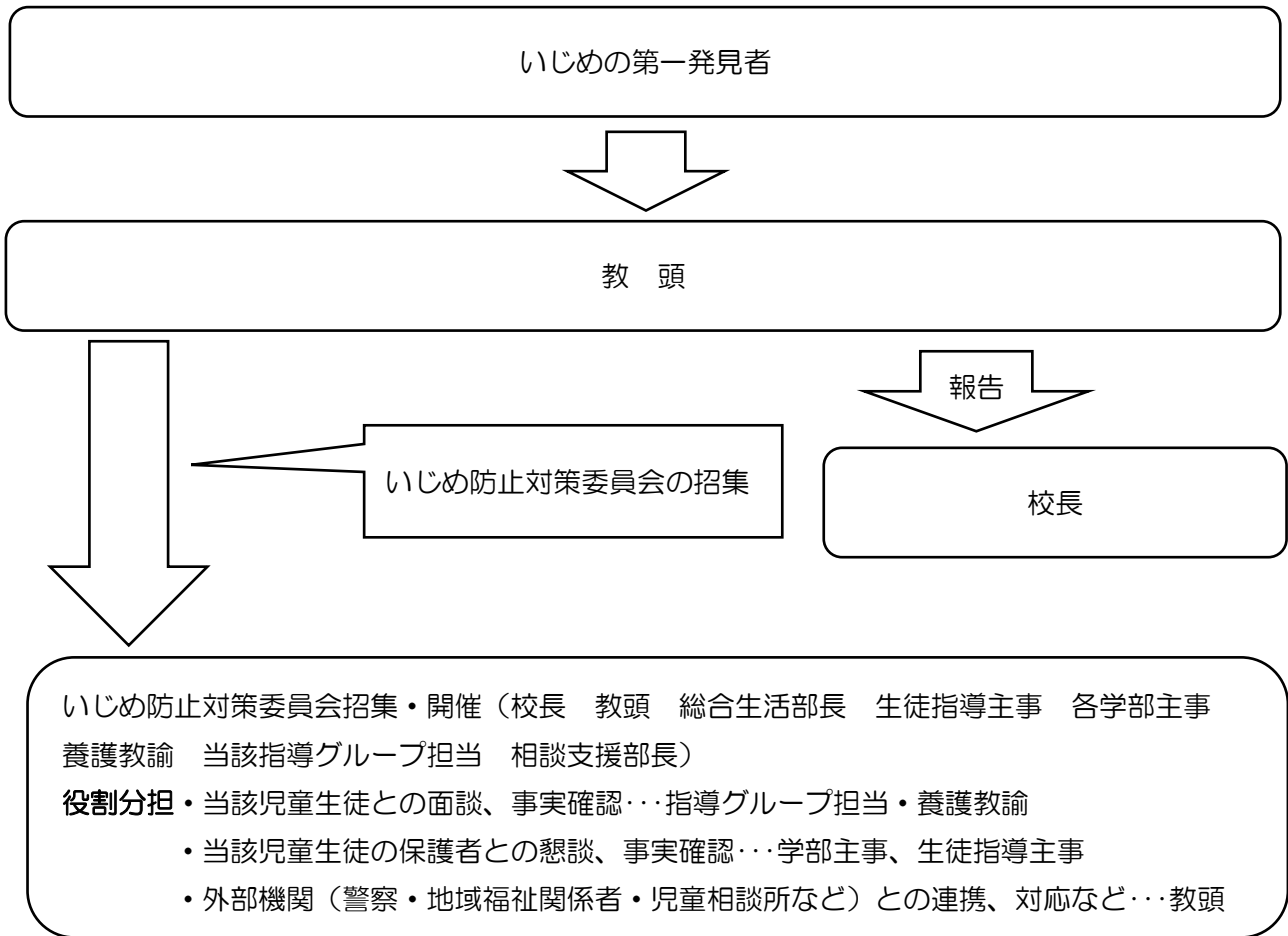 いじめの第一発見者
教　頭
報告
いじめ防止対策委員会の招集
校長
いじめ防止対策委員会招集・開催（校長　教頭　総合生活部長　生徒指導主事　各学部主事
養護教諭　当該指導グループ担当　相談支援部長）
役割分担・当該児童生徒との面談、事実確認･･･指導グループ担当・養護教諭
・当該児童生徒の保護者との懇談、事実確認･･･学部主事、生徒指導主事
・外部機関（警察・地域福祉関係者・児童相談所など）との連携、対応など･･･教頭